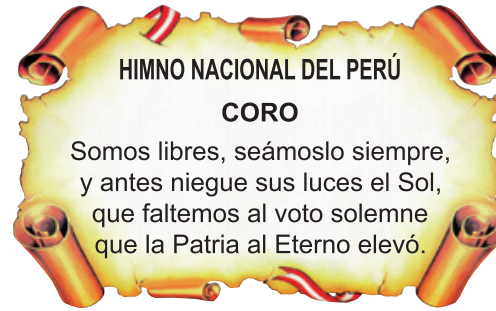 HIMNO NACIONAL DEL PERÚ
CORO
Somos libres, seámoslo siempre,
y antes niegue sus luces el Sol,
que faltemos al voto solemne
que la Patria al Eterno elevó.